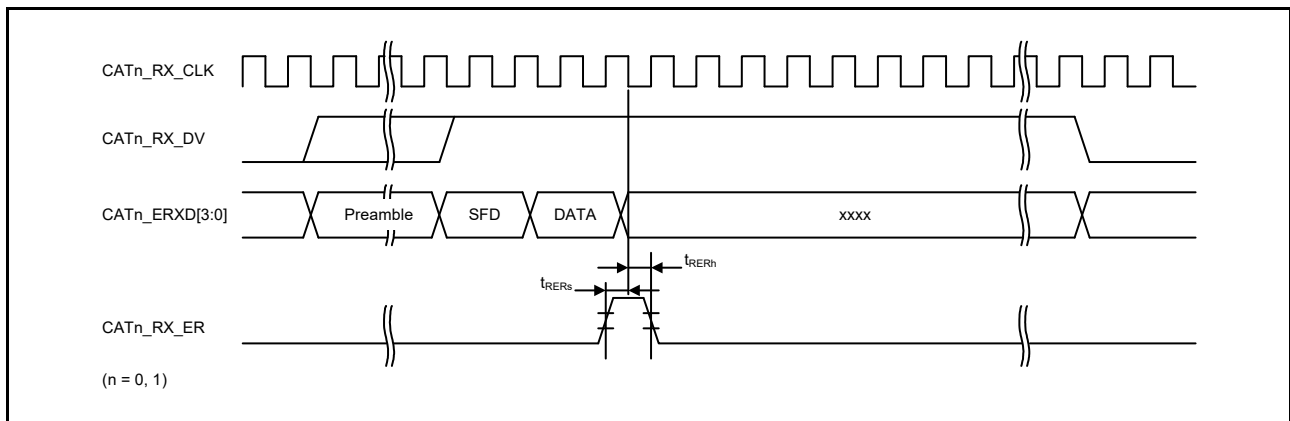 CATn_RX_CLK
CATn_RX_DV
CATn_ERXD[3:0]
Preamble
SFD
DATA
xxxx
tRERh
tRERs
CATn_RX_ER
(n = 0, 1)